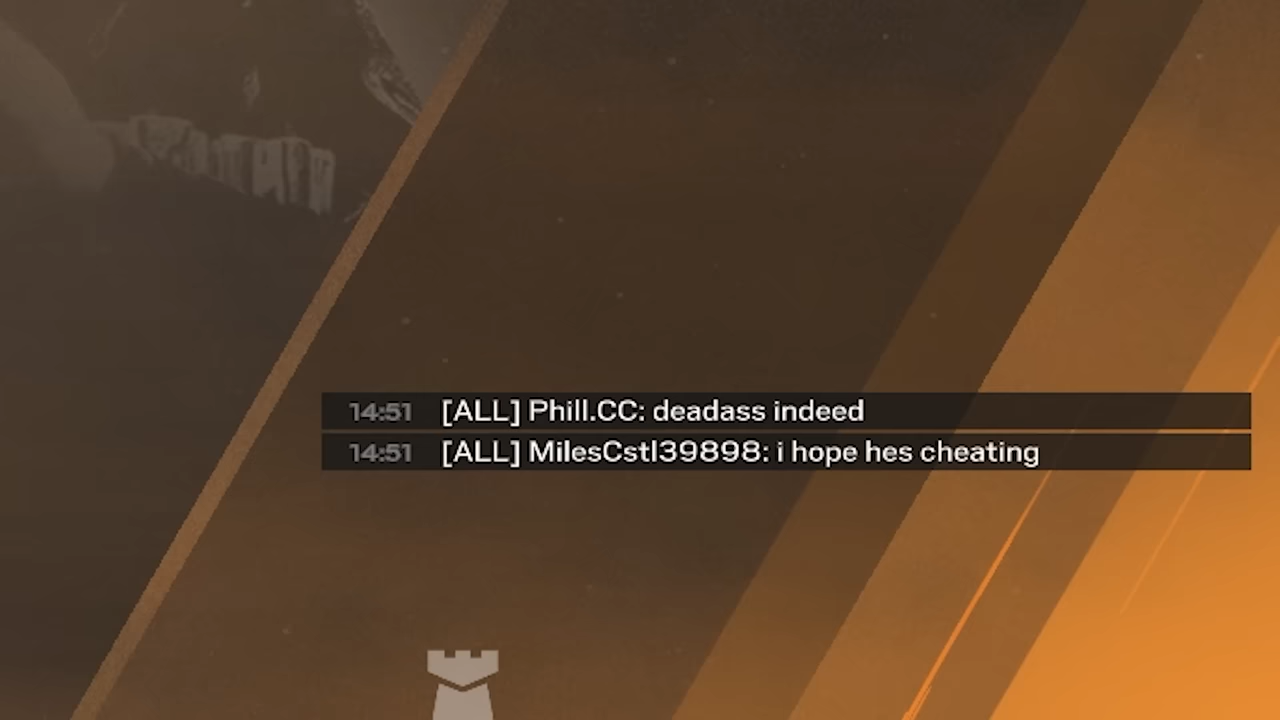 14:51 [ALL] Phill.CC: deadass indeed
14:51 [ALL] MilesCstl39898: i hope hes cheating